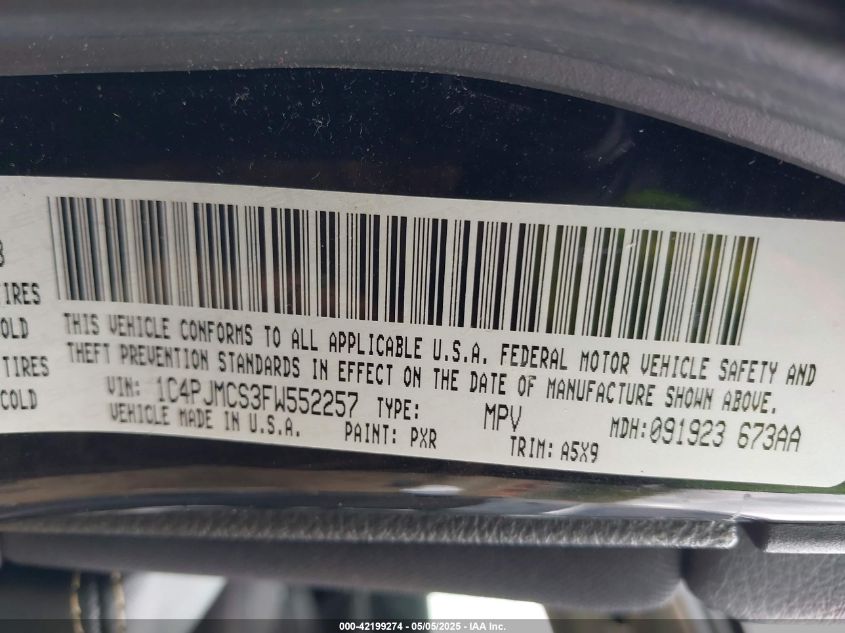 3
IRES
OLD
TIRES
COLD
THIS VEHICLE CONFORMS TO ALL APPLICABLE U.S.A. FEDERAL MOTOR VEHICLE SAFETY AND
THEFT PREVENTION STANDARDS IN EFFECT ON THE DATE OF MANUFACTURE SHOWN ABOVE.
VIN: 1C4PJMCS3FW552257 TYPE: MPV MDH:091923 673AA
VEHICLE MADE IN U.S.A. PAINT: PXR TRIM: A5X9
000-42199274 - 05/05/2025 - IAA Inc.